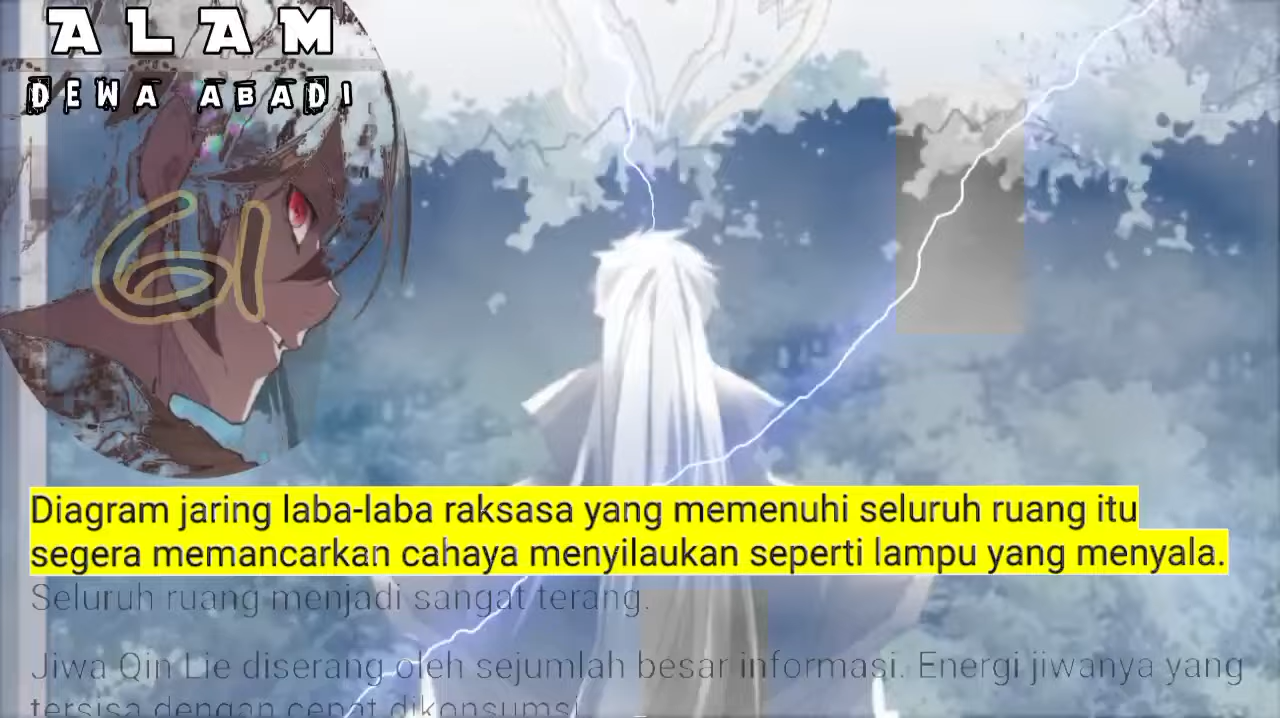 ALAM
DEWA ABADI
61
Diagram jaring laba-laba raksasa yang memenuhi seluruh ruang itu
segera memancarkan cahaya menyilaukan seperti lampu yang menyala.
Seluruh ruang menjadi sangat terang.
Jiwa Qin Lie diserang oleh sejumlah besar informasi. Energi jiwanya yang
tersisa dengan cepat dikonsumsi